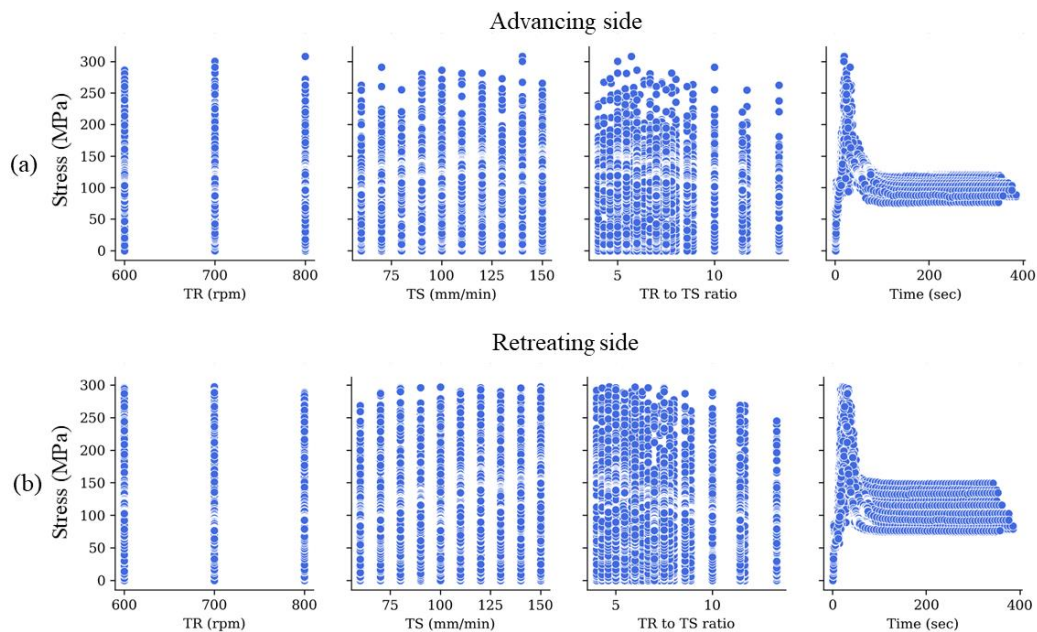 Advancing side
(a)
Stress (MPa)
300
250
200
150
100
50
0
600 700 800
TR (rpm)
75 100 125 150
TS (mm/min)
5 10
TR to TS ratio
0 200 400
Time (sec)
Retreating side
(b)
Stress (MPa)
300
250
200
150
100
50
0
600 700 800
TR (rpm)
75 100 125 150
TS (mm/min)
5 10
TR to TS ratio
0 200 400
Time (sec)